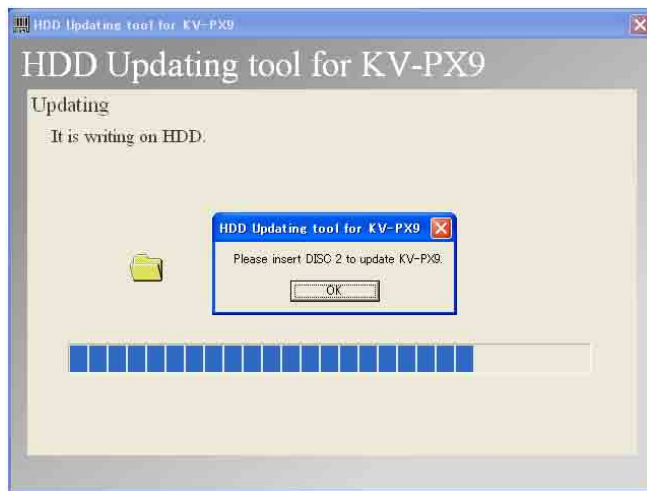 HDD Updating tool for KV-PX9
HDD Updating tool for KV-PX9
Updating
It is writing on HDD.
HDD Updating tool for KV-PX9
Please insert DISC 2 to update KV-PX9.
OK